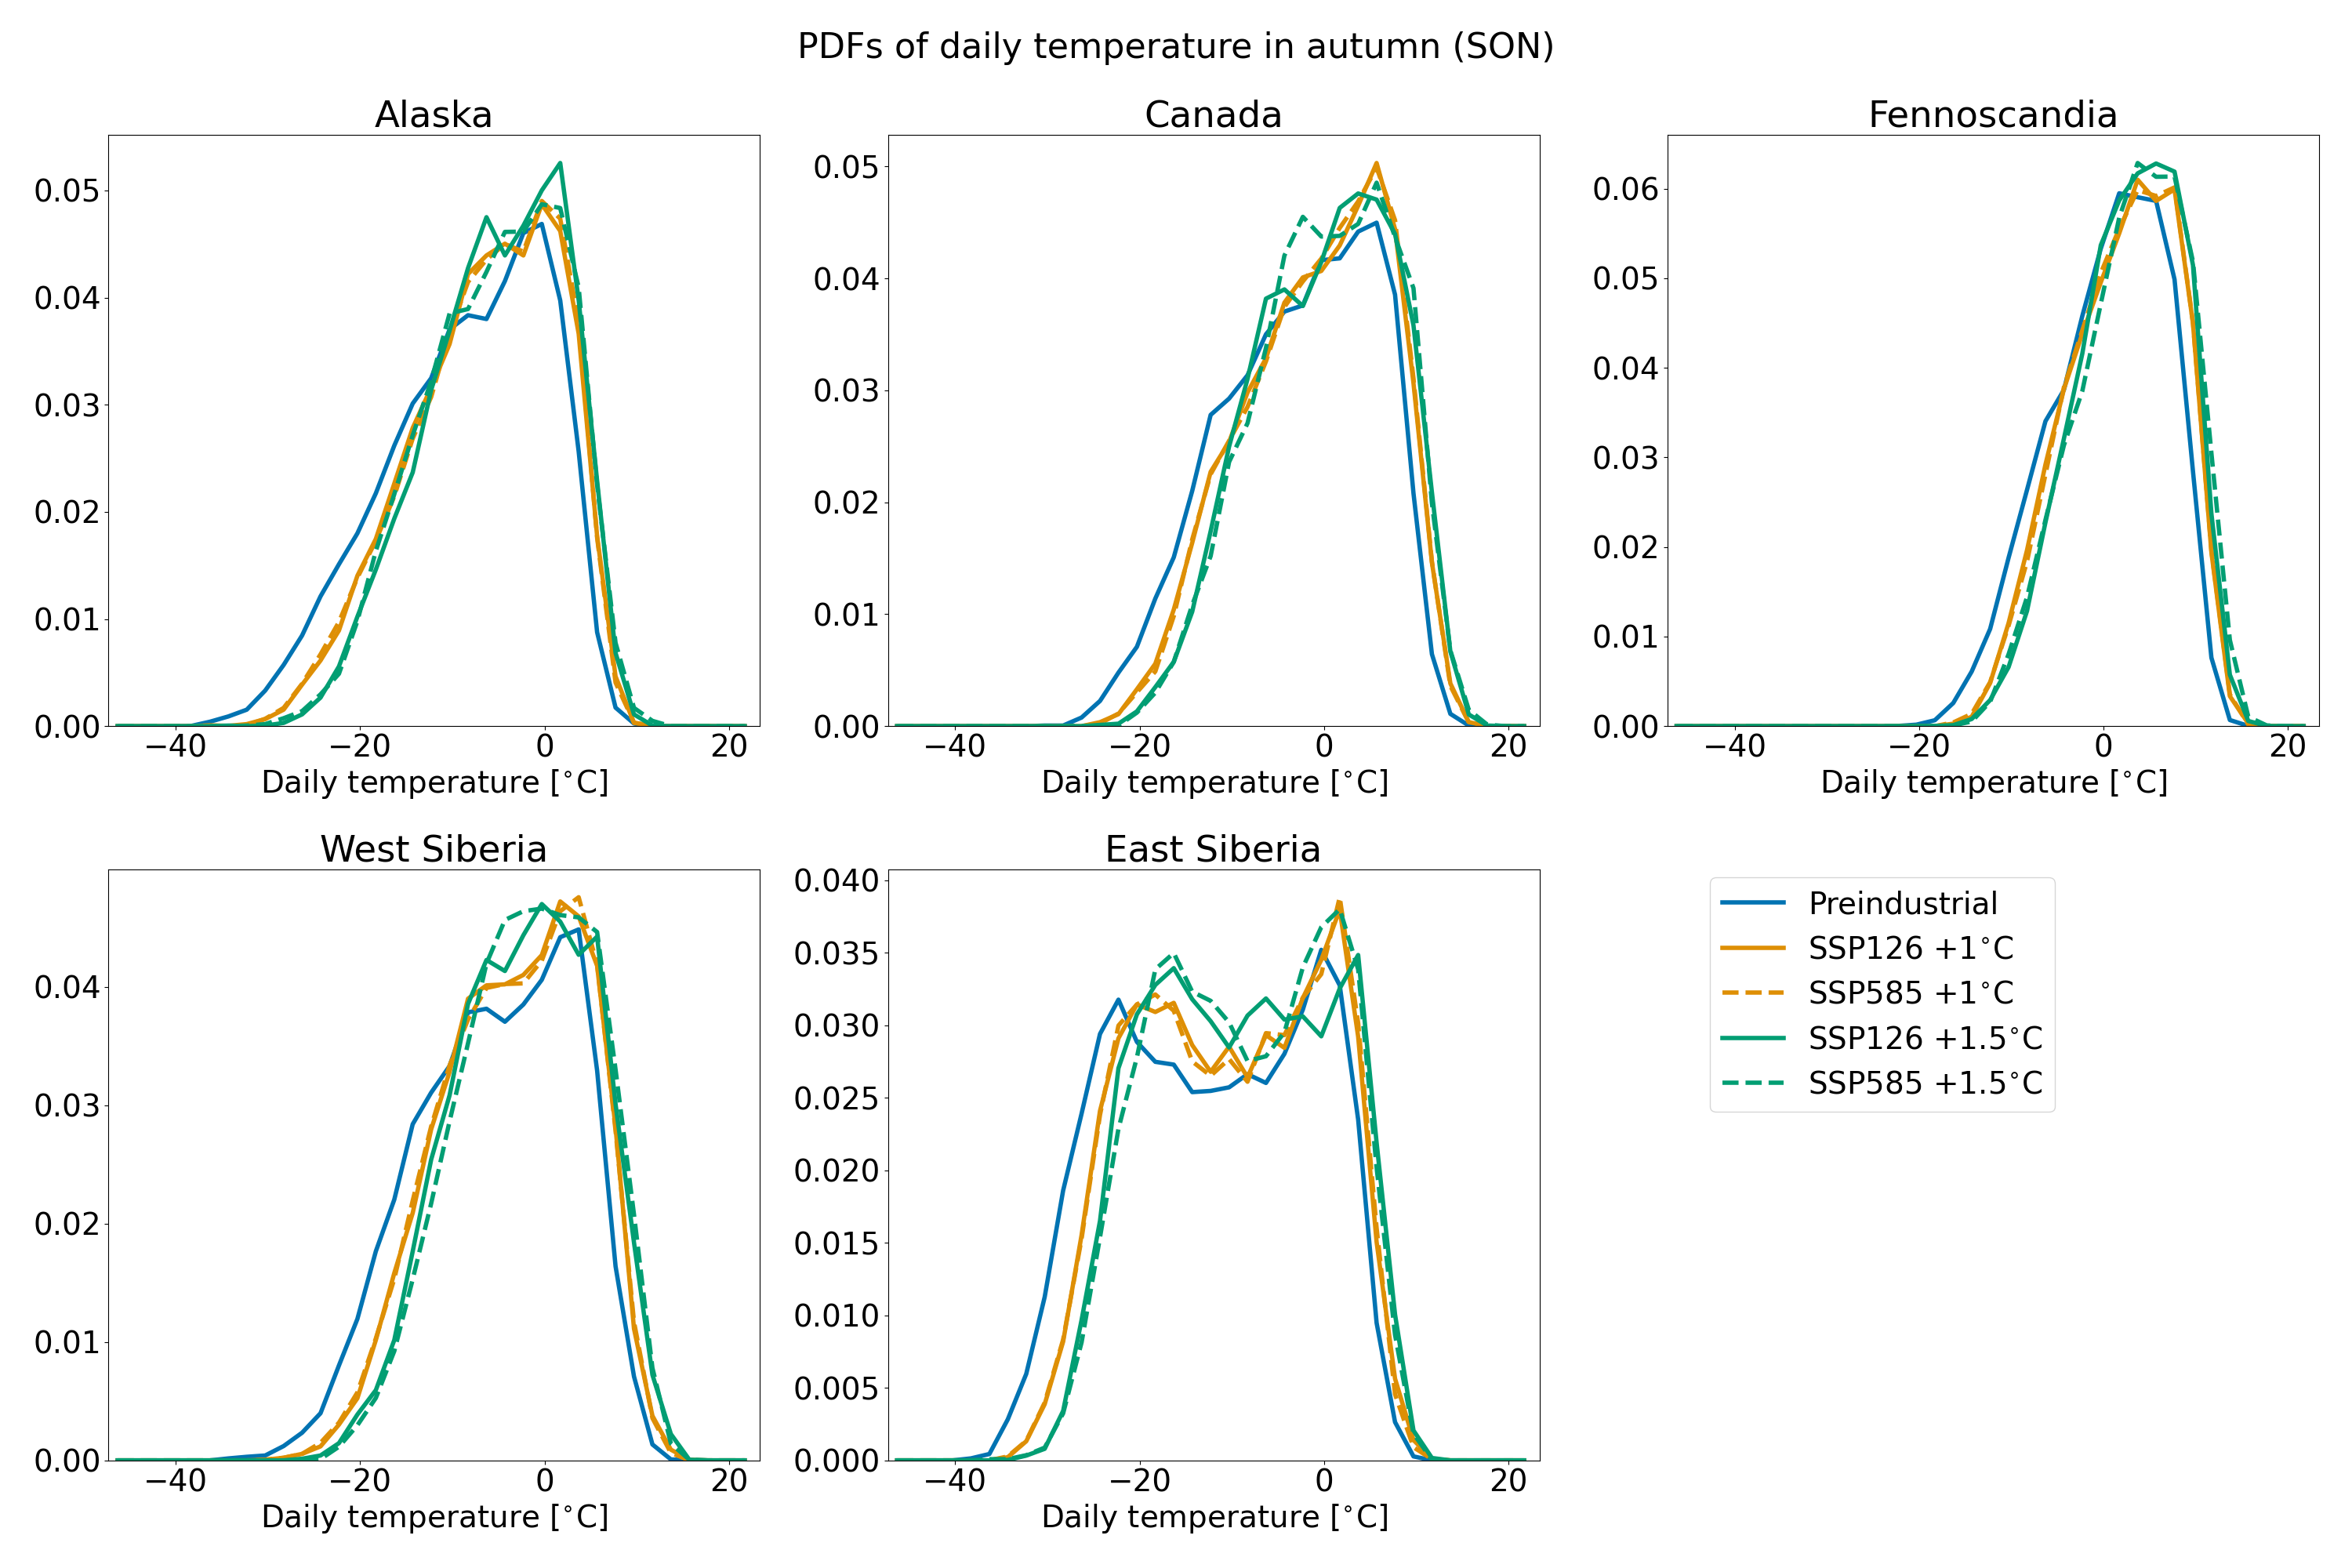 PDFs of daily temperature in autumn (SON)
Alaska
0.05
0.04
0.03
0.02
0.01
0.00
−40 −20 0 20
Daily temperature [°C]
Canada
0.05
0.04
0.03
0.02
0.01
0.00
−40 −20 0 20
Daily temperature [°C]
Fennoscandia
0.06
0.05
0.04
0.03
0.02
0.01
0.00
−40 −20 0 20
Daily temperature [°C]
West Siberia
0.04
0.03
0.02
0.01
0.00
−40 −20 0 20
Daily temperature [°C]
East Siberia
0.040
0.035
0.030
0.025
0.020
0.015
0.010
0.005
0.000
−40 −20 0 20
Daily temperature [°C]
Preindustrial
SSP126 +1°C
SSP585 +1°C
SSP126 +1.5°C
SSP585 +1.5°C